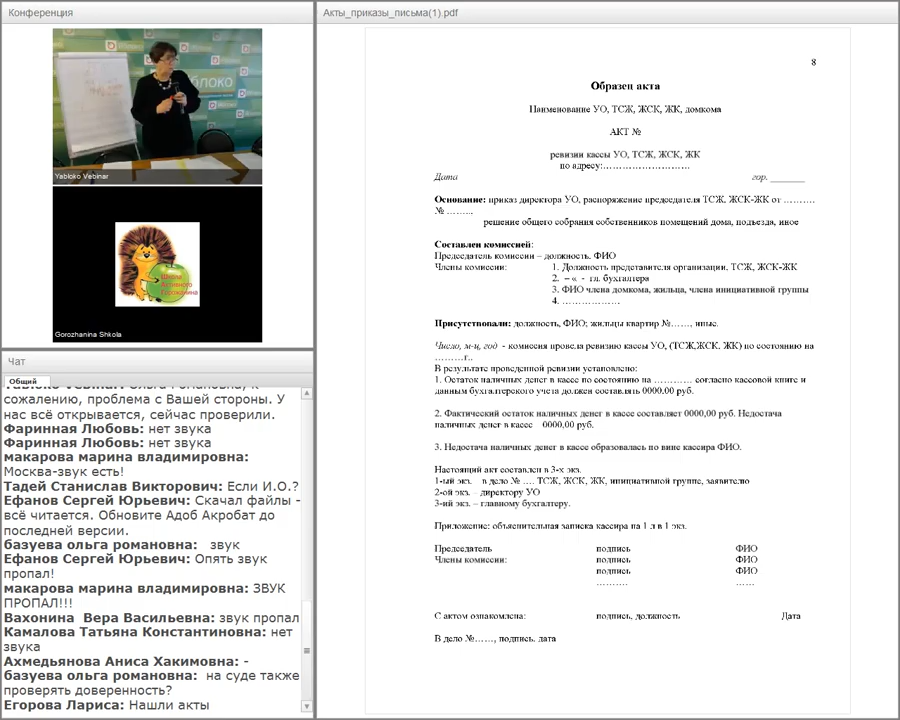 Конференция
яблоко
Yabloko Vebinar
Школа
Активного
Горожанина
Gorozhanina Shkola
Чат
Общий
сожалению, проблема с Вашей стороны. У
нас всё открывается, сейчас проверили.
Фаринная Любовь: нет звука
Фаринная Любовь: нет звука
макарова марина владимировна:
Москва-звук есть!
Тадей Станислав Викторович: Если И.О.?
Ефанов Сергей Юрьевич: Скачал файлы -
всё читается. Обновите Адоб Акробат до
последней версии.
базуева ольга романовна: звук
Ефанов Сергей Юрьевич: Опять звук
пропал!
макарова марина владимировна: ЗВУК
ПРОПАЛ!!!
Вахонина Вера Васильевна: звук пропал
Камалова Татьяна Константиновна: нет
звука
Ахмедьянова Аниса Хакимовна: -
базуева ольга романовна: на суде также
проверять доверенность?
Егорова Лариса: Нашли акты
Акты_приказы_письма(1).pdf
8
Образец акта
Наименование УО, ТСЖ, ЖСК, ЖК, домкома
АКТ №
ревизии кассы УО, ТСЖ, ЖСК, ЖК
по адресу:……………………
Дата гор. _______
Основание: приказ директора УО, распоряжение председателя ТСЖ, ЖСК-ЖК от ……….
№ ……..
решение общего собрания собственников помещений дома, подъезда, иное
Составлен комиссией:
Председатель комиссии – должность. ФИО
Члены комиссии: 1. Должность представителя организации. ТСЖ, ЖСК-ЖК
2. – « - гл. бухгалтера
3. ФИО члена домкома, жильца, члена инициативной группы
4. ………………
Присутствовали: должность, ФИО; жильцы квартир №……, иные.
Число, м-ц, год - комиссия провела ревизию кассы УО, (ТСЖ,ЖСК, ЖК) по состоянию на
………г..
В результате проведенной ревизии установлено:
1. Остаток наличных денег в кассе по состоянию на ………… согласно кассовой книге и
данным бухгалтерского учета должен составлять 0000.00 руб.
2. Фактический остаток наличных денег в кассе составляет 0000,00 руб. Недостача
наличных денег в кассе 0000,00 руб.
3. Недостача наличных денег в кассе образовалась по вине кассира ФИО.
Настоящий акт составлен в 3-х экз.
1-ый экз. в дело № …. ТСЖ, ЖСК, ЖК, инициативной группе, заявителю
2-ой экз. – директору УО
3-ий экз. – главному бухгалтеру.
Приложение: объяснительная записка кассира на 1 л в 1 экз.
Председатель подпись ФИО
Члены комиссии: подпись ФИО
подпись ФИО
………. ……
С актом ознакомлена: подпись, должность Дата
В дело №……, подпись. дата